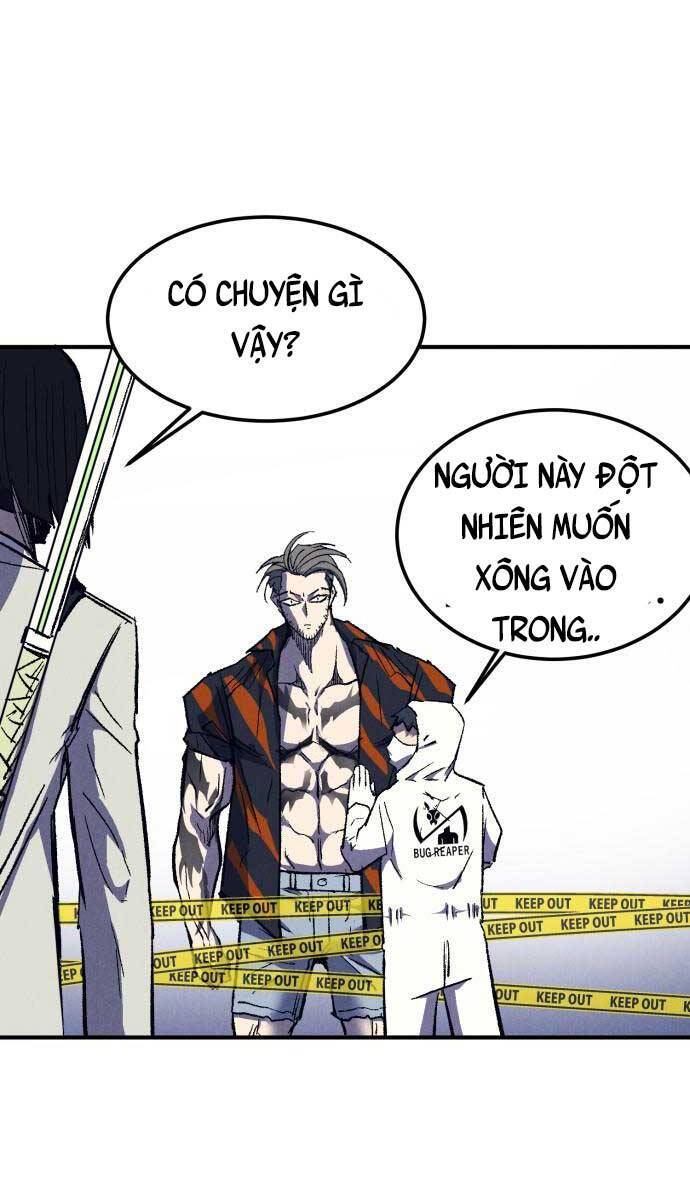 CÓ CHUYỆN GÌ
VẬY?
NGƯỜI NÀY ĐỘT
NHIÊN MUỐN
XÔNG VÀO
TRONG..
BUG REAPER
KEEP OUT KEEP OUT KEEP OUT KEEP OUT KEEP OUT
KEEP OUT KEEP OUT KEEP OUT KEEP OUT
KEEP OUT KEEP OUT
KEEP OUT KEEP OUT
KEEP OUT KEEP OUT KEEP OUT